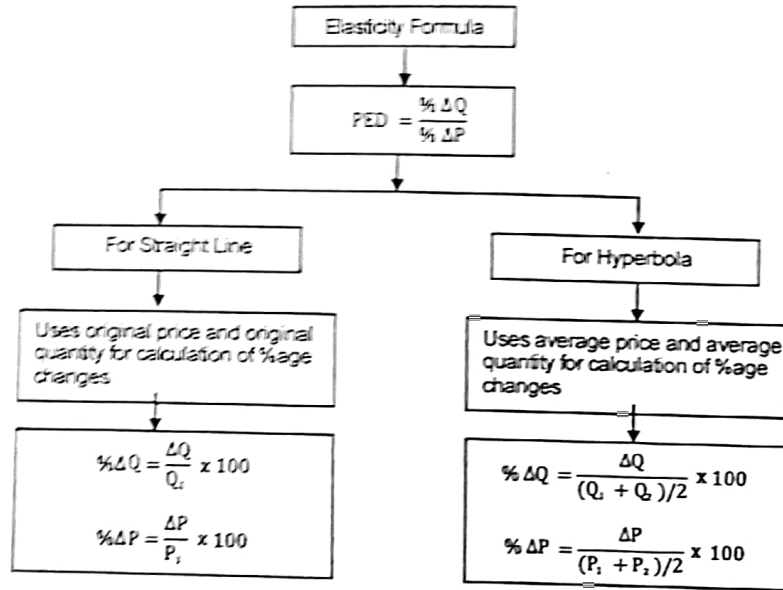 Elasticity Formula
PED = %ΔQ / %ΔP
For Straight Line
Uses original price and original
quantity for calculation of %age
changes
%ΔQ = ΔQ / Q₁ x 100
%ΔP = ΔP / P₁ x 100
For Hyperbola
Uses average price and average
quantity for calculation of %age
changes
% ΔQ = ΔQ / (Q₁ + Q₂)/2 x 100
% ΔP = ΔP / (P₁ + P₂)/2 x 100